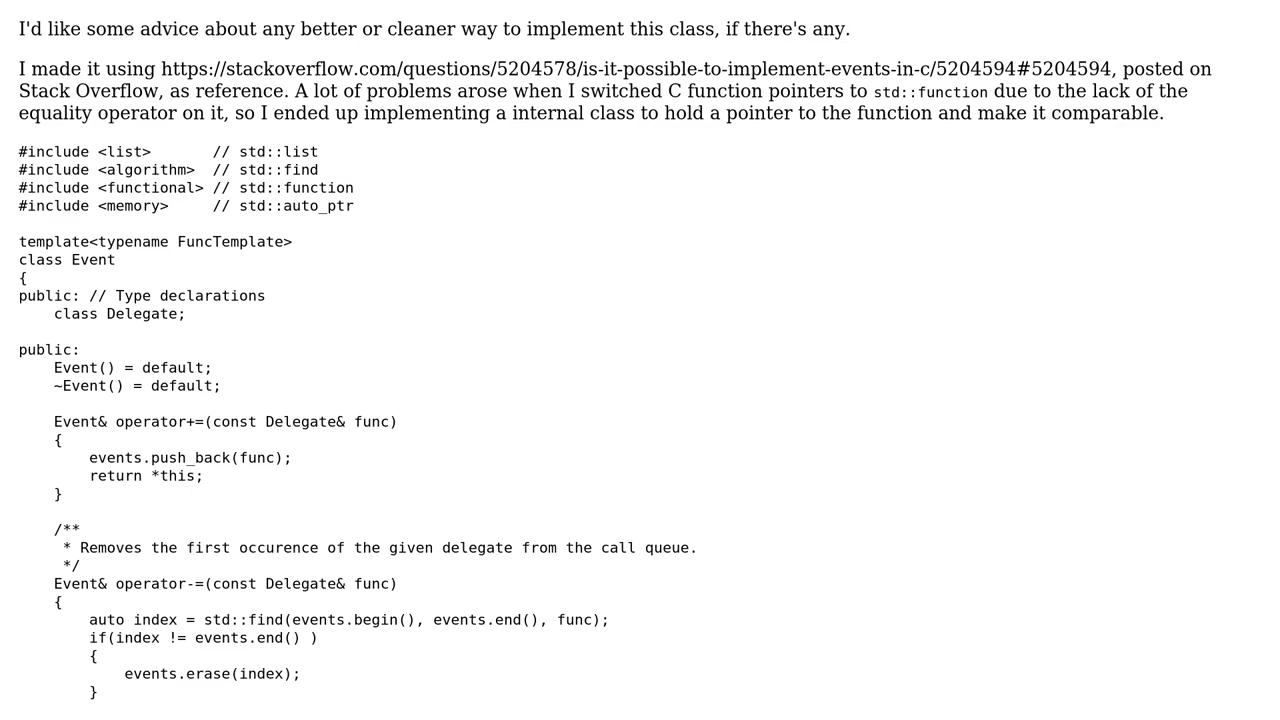 I'd like some advice about any better or cleaner way to implement this class, if there's any.
I made it using https://stackoverflow.com/questions/5204578/is-it-possible-to-implement-events-in-c/5204594#5204594, posted on
Stack Overflow, as reference. A lot of problems arose when I switched C function pointers to std::function due to the lack of the
equality operator on it, so I ended up implementing a internal class to hold a pointer to the function and make it comparable.
#include <list>       // std::list
#include <algorithm>  // std::find
#include <functional> // std::function
#include <memory>     // std::auto_ptr

template<typename FuncTemplate>
class Event
{
public: // Type declarations
    class Delegate;

public:
    Event() = default;
    ~Event() = default;

    Event& operator+=(const Delegate& func)
    {
        events.push_back(func);
        return *this;
    }

    /**
     * Removes the first occurence of the given delegate from the call queue.
     */
    Event& operator-=(const Delegate& func)
    {
        auto index = std::find(events.begin(), events.end(), func);
        if(index != events.end() )
        {
            events.erase(index);
        }